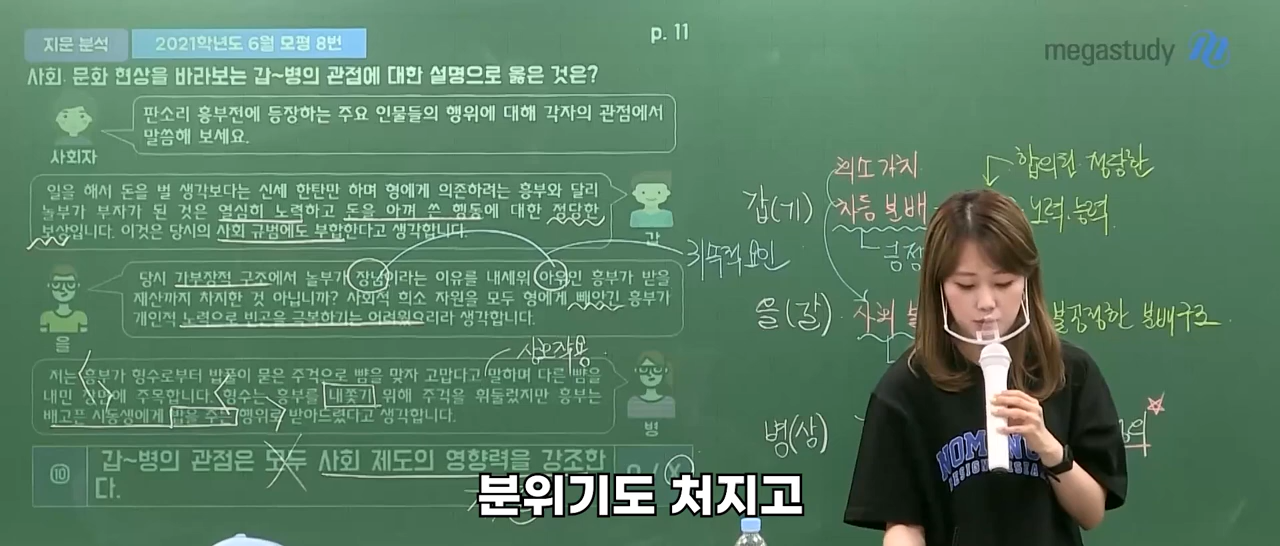 p. 11
지문 분석
2021학년도 6월 모평 8번
megastudy
사회·문화 현상을 바라보는 갑~병의 관점에 대한 설명으로 옳은 것은?
판소리 흥부전에 등장하는 주요 인물들의 행위에 대해 각자의 관점에서
말씀해 보세요.
사회자
일을 해서 돈을 벌 생각보다는 신세 한탄만 하며 형에게 의존하려는 흥부와 달리
놀부가 부자가 된 것은 열심히 노력하고 돈을 아껴 쓴 행동에 대한 정당한
보상입니다. 이것은 당시의 사회 규범에도 부합한다고 생각합니다.
갑
당시 가부장적 구조에서 놀부가 장남이라는 이유를 내세워 아우인 흥부가 받을
재산까지 차지한 것 아닙니까? 사회적 희소 자원을 모두 형에게 빼앗긴 흥부가
개인적 노력으로 빈곤을 극복하기는 어려웠으리라 생각합니다.
을
상호작용
저는 흥부가 형수로부터 밥풀이 묻은 주걱으로 뺨을 맞자 고맙다고 말하며 다른 뺨을
내민 장면에 주목합니다. 형수는 흥부를 내쫓기 위해 주걱을 휘둘렀지만 흥부는
배고픈 시동생에게 밥을 주는 행위로 받아들였다고 생각합니다.
병
⑩
갑~병의 관점은 모두 사회 제도의 영향력을 강조한
다.
희소가치
합의된 정당한
갑(기)
차등 분배
노력·능력
귀속적 요인
긍정
을(갈)
사회
불공정한 분배구조
병(상)
분위기도 처지고